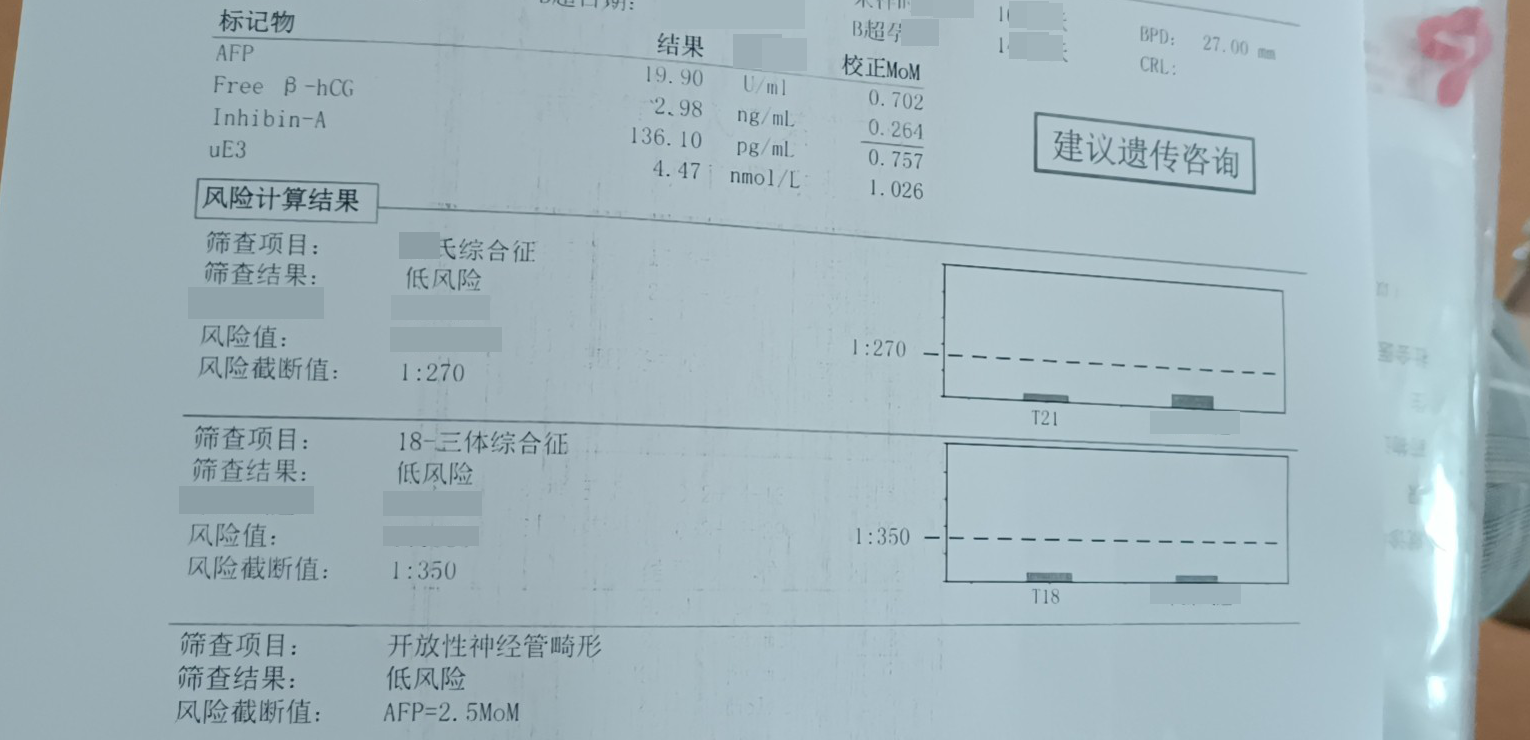 B超
BPD: 27.00 mm
CRL:
标记物 结果 校正MoM
AFP 19.90 U/ml 0.702
Free β-hCG 2.98 ng/mL 0.264
Inhibin-A 136.10 pg/mL 0.757
uE3 4.47 nmol/L 1.026
建议遗传咨询
风险计算结果
筛查项目: 氏综合征
筛查结果: 低风险
风险值:
风险截断值: 1:270
1:270
T21
筛查项目: 18-三体综合征
筛查结果: 低风险
风险值:
风险截断值: 1:350
1:350
T18
筛查项目: 开放性神经管畸形
筛查结果: 低风险
风险截断值: AFP=2.5MoM